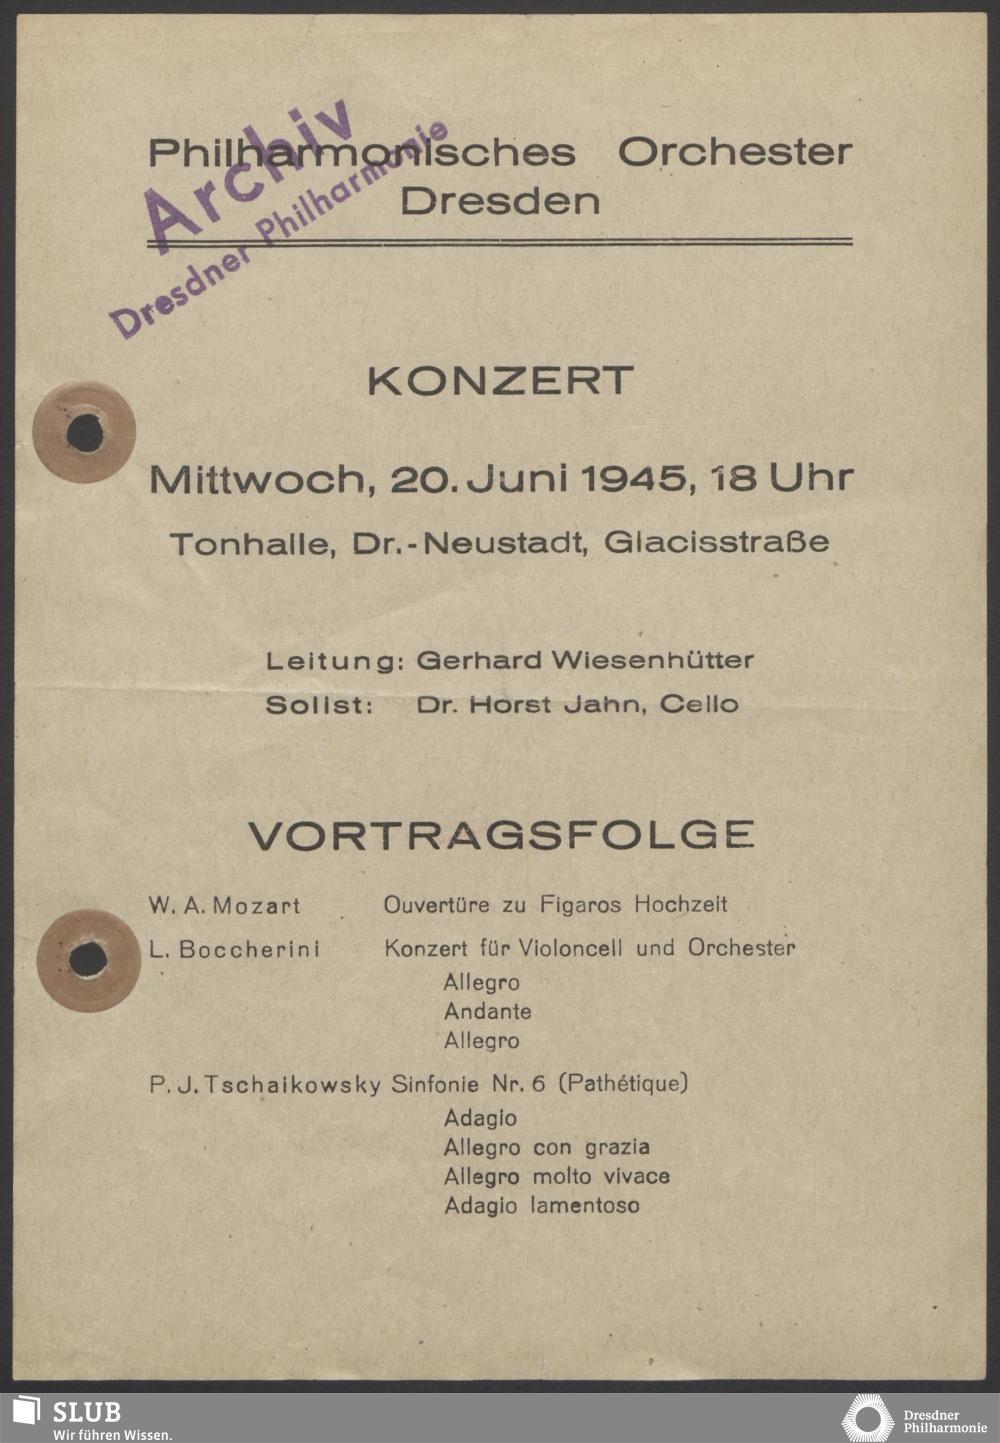 Philharmonisches Orchester
Dresden
Archiv
Dresdner Philharmonie
KONZERT
Mittwoch, 20. Juni 1945, 18 Uhr
Tonhalle, Dr.-Neustadt, Glacisstraße
Leitung: Gerhard Wiesenhütter
Solist: Dr. Horst Jahn, Cello
VORTRAGSFOLGE
W. A. Mozart Ouvertüre zu Figaros Hochzeit
L. Boccherini Konzert für Violoncell und Orchester
Allegro
Andante
Allegro
P. J. Tschaikowsky Sinfonie Nr. 6 (Pathétique)
Adagio
Allegro con grazia
Allegro molto vivace
Adagio lamentoso
SLUB
Wir führen Wissen.
Dresdner
Philharmonie